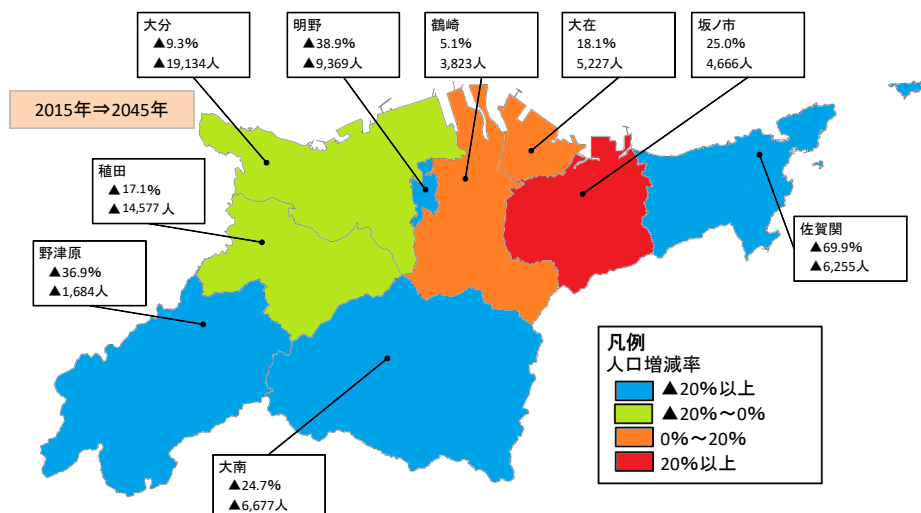 大分
▲9.3%
▲19,134人
明野
▲38.9%
▲9,369人
鶴崎
5.1%
3,823人
大在
18.1%
5,227人
坂ノ市
25.0%
4,666人
2015年⇒2045年
稙田
▲17.1%
▲14,577人
野津原
▲36.9%
▲1,684人
佐賀関
▲69.9%
▲6,255人
大南
▲24.7%
▲6,677人
凡例
人口増減率
▲20%以上
▲20%～0%
0%～20%
20%以上